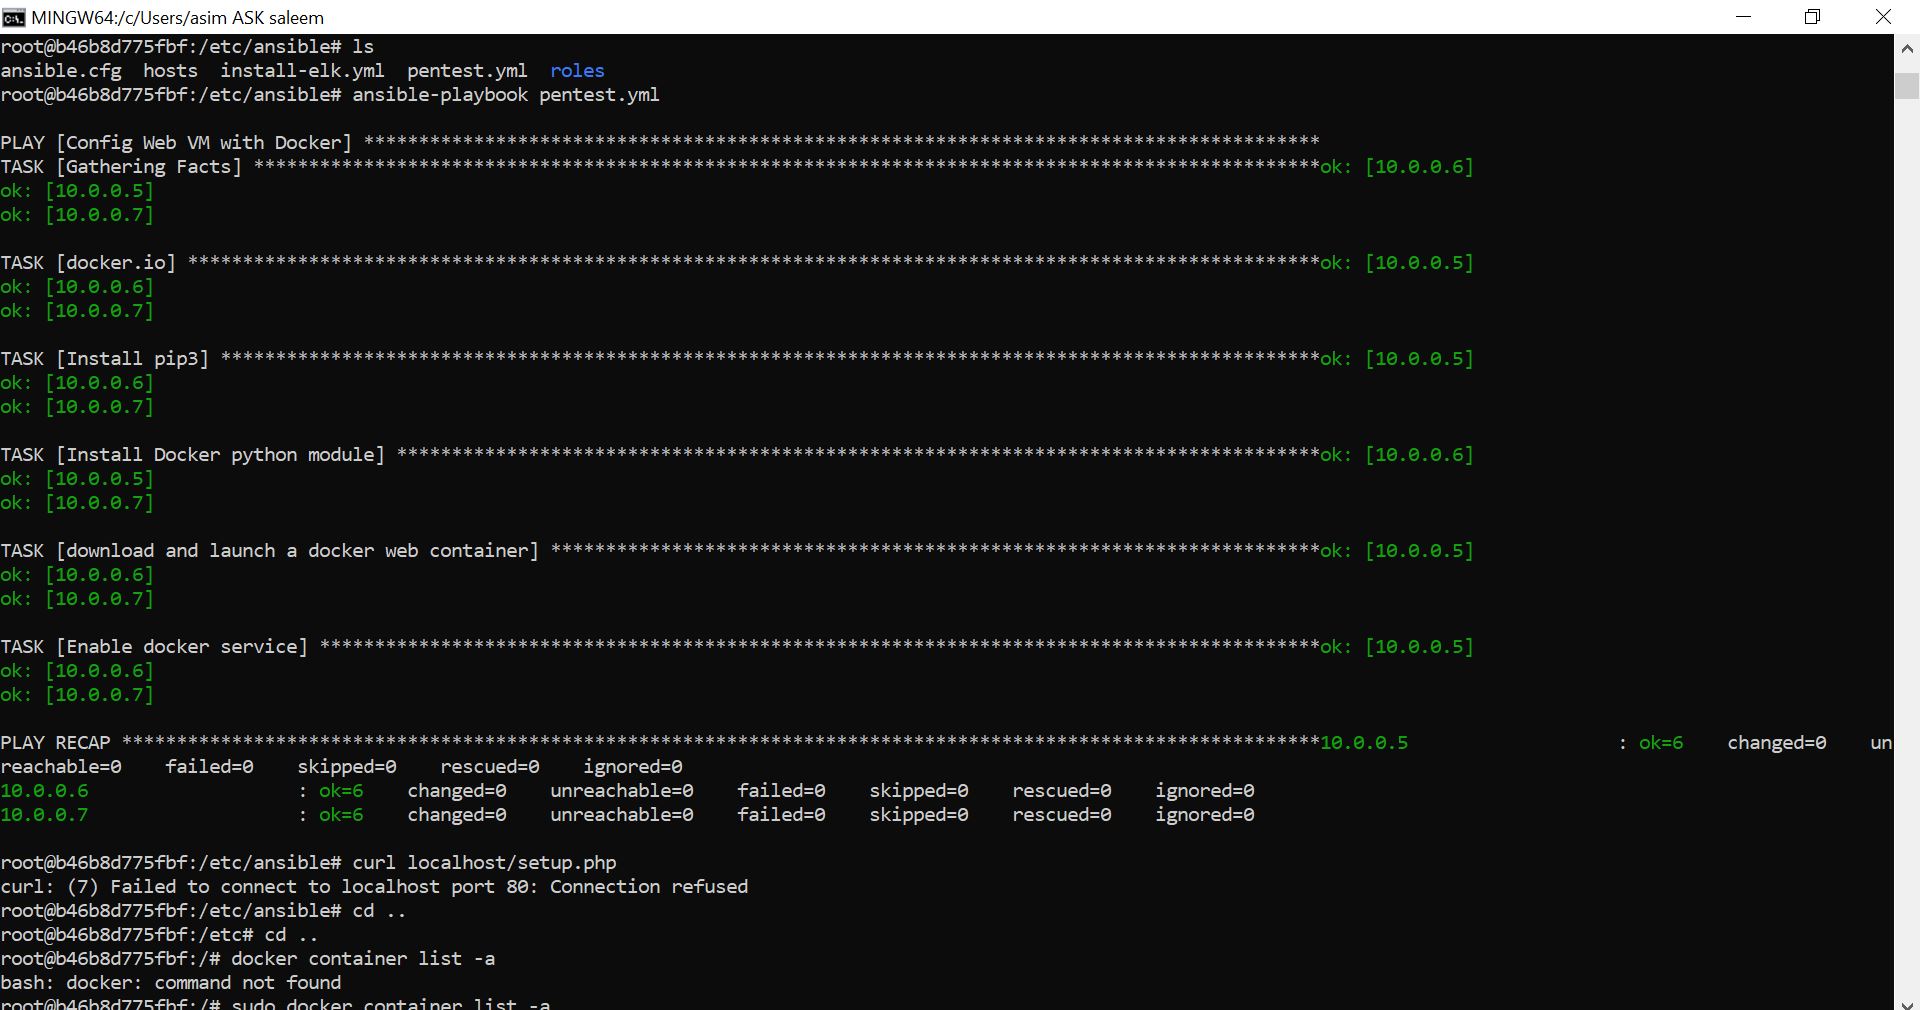 MINGW64:/c/Users/asim ASK saleem
root@b46b8d775fbf:/etc/ansible# ls
ansible.cfg  hosts  install-elk.yml  pentest.yml  roles
root@b46b8d775fbf:/etc/ansible# ansible-playbook pentest.yml
PLAY [Config Web VM with Docker] ***************************************************************************************
TASK [Gathering Facts] *************************************************************************************************ok: [10.0.0.6]
ok: [10.0.0.5]
ok: [10.0.0.7]
TASK [docker.io] *******************************************************************************************************ok: [10.0.0.5]
ok: [10.0.0.6]
ok: [10.0.0.7]
TASK [Install pip3] ****************************************************************************************************ok: [10.0.0.5]
ok: [10.0.0.6]
ok: [10.0.0.7]
TASK [Install Docker python module] ************************************************************************************ok: [10.0.0.6]
ok: [10.0.0.5]
ok: [10.0.0.7]
TASK [download and launch a docker web container] **********************************************************************ok: [10.0.0.5]
ok: [10.0.0.6]
ok: [10.0.0.7]
TASK [Enable docker service] *******************************************************************************************ok: [10.0.0.5]
ok: [10.0.0.6]
ok: [10.0.0.7]
PLAY RECAP *************************************************************************************************************10.0.0.5                   : ok=6    changed=0    un
reachable=0    failed=0    skipped=0    rescued=0    ignored=0
10.0.0.6                   : ok=6    changed=0    unreachable=0    failed=0    skipped=0    rescued=0    ignored=0
10.0.0.7                   : ok=6    changed=0    unreachable=0    failed=0    skipped=0    rescued=0    ignored=0
root@b46b8d775fbf:/etc/ansible# curl localhost/setup.php
curl: (7) Failed to connect to localhost port 80: Connection refused
root@b46b8d775fbf:/etc/ansible# cd ..
root@b46b8d775fbf:/etc# cd ..
root@b46b8d775fbf:/# docker container list -a
bash: docker: command not found
root@b46b8d775fbf:/# sudo docker container list -a